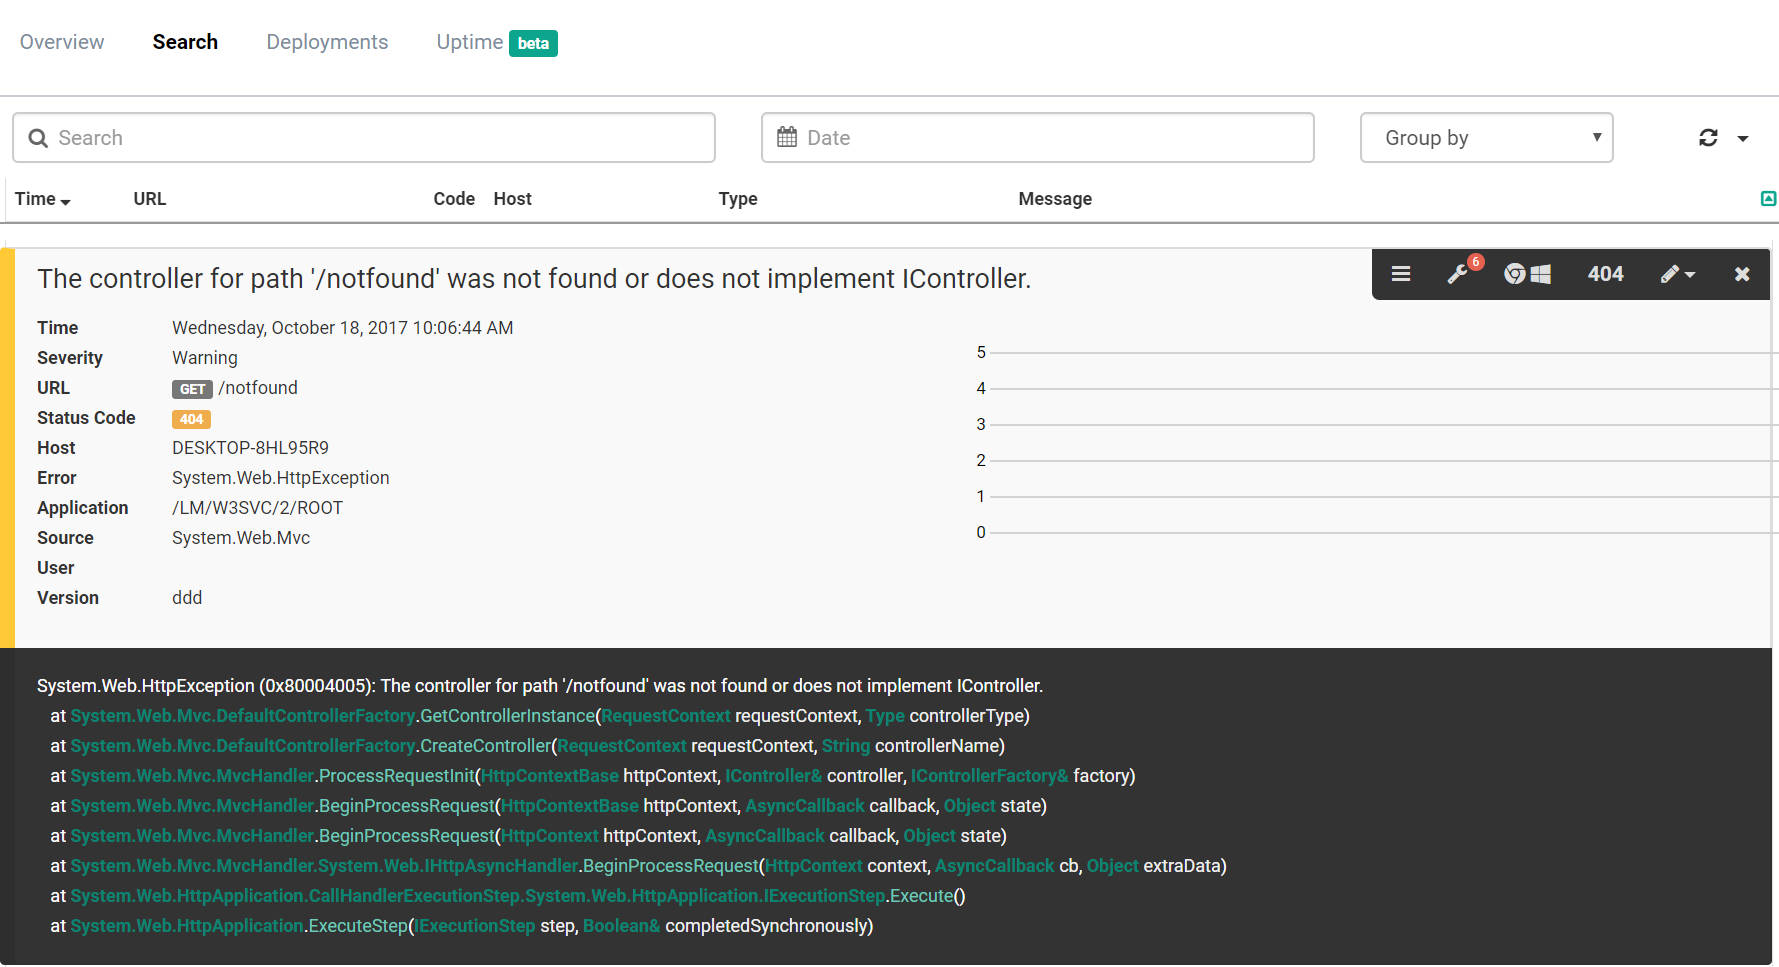 Overview Search Deployments Uptime beta
Search Date Group by
Time URL Code Host Type Message
The controller for path '/notfound' was not found or does not implement IController.
6 404
Time Wednesday, October 18, 2017 10:06:44 AM
Severity Warning
URL GET /notfound
Status Code 404
Host DESKTOP-8HL95R9
Error System.Web.HttpException
Application /LM/W3SVC/2/ROOT
Source System.Web.Mvc
User
Version ddd
5
4
3
2
1
0
System.Web.HttpException (0x80004005): The controller for path '/notfound' was not found or does not implement IController.
at System.Web.Mvc.DefaultControllerFactory.GetControllerInstance(RequestContext requestContext, Type controllerType)
at System.Web.Mvc.DefaultControllerFactory.CreateController(RequestContext requestContext, String controllerName)
at System.Web.Mvc.MvcHandler.ProcessRequestInit(HttpContextBase httpContext, IController& controller, IControllerFactory& factory)
at System.Web.Mvc.MvcHandler.BeginProcessRequest(HttpContextBase httpContext, AsyncCallback callback, Object state)
at System.Web.Mvc.MvcHandler.BeginProcessRequest(HttpContext httpContext, AsyncCallback callback, Object state)
at System.Web.Mvc.MvcHandler.System.Web.IHttpAsyncHandler.BeginProcessRequest(HttpContext context, AsyncCallback cb, Object extraData)
at System.Web.HttpApplication.CallHandlerExecutionStep.System.Web.HttpApplication.IExecutionStep.Execute()
at System.Web.HttpApplication.ExecuteStep(IExecutionStep step, Boolean& completedSynchronously)